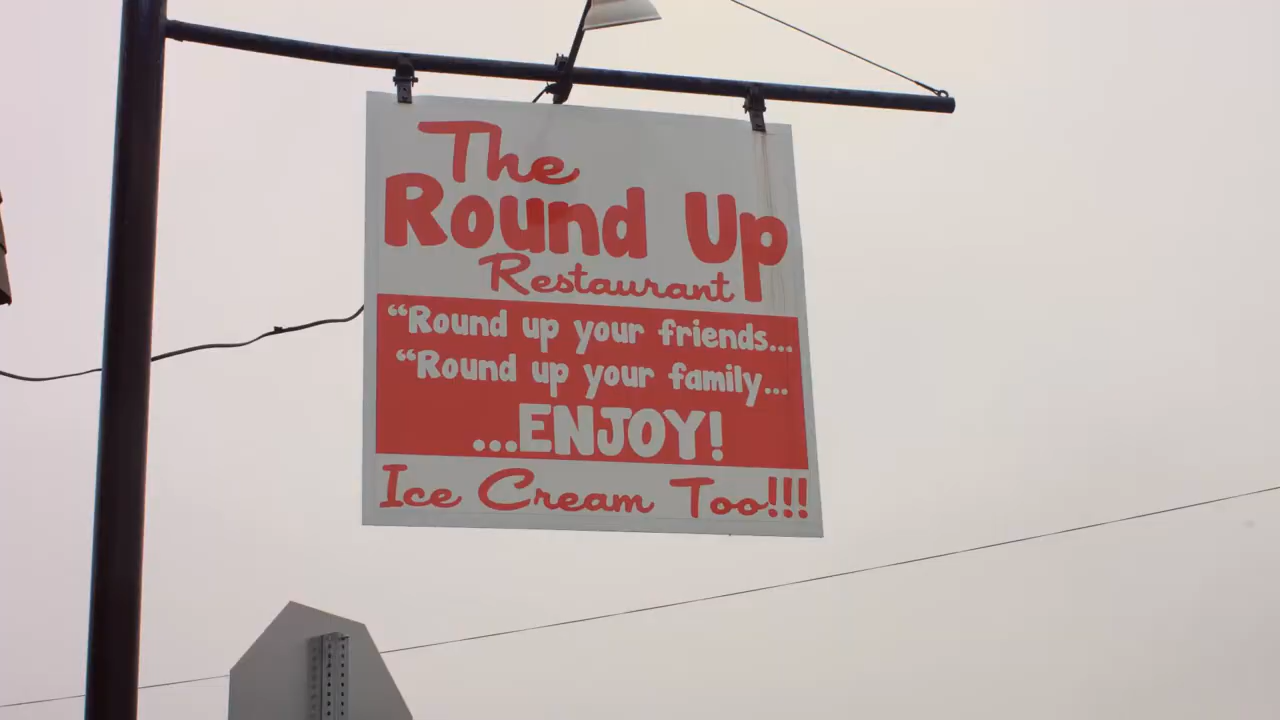 The
Round Up
Restaurant
“Round up your friends...
“Round up your family...
...ENJOY!
Ice Cream Too!!!